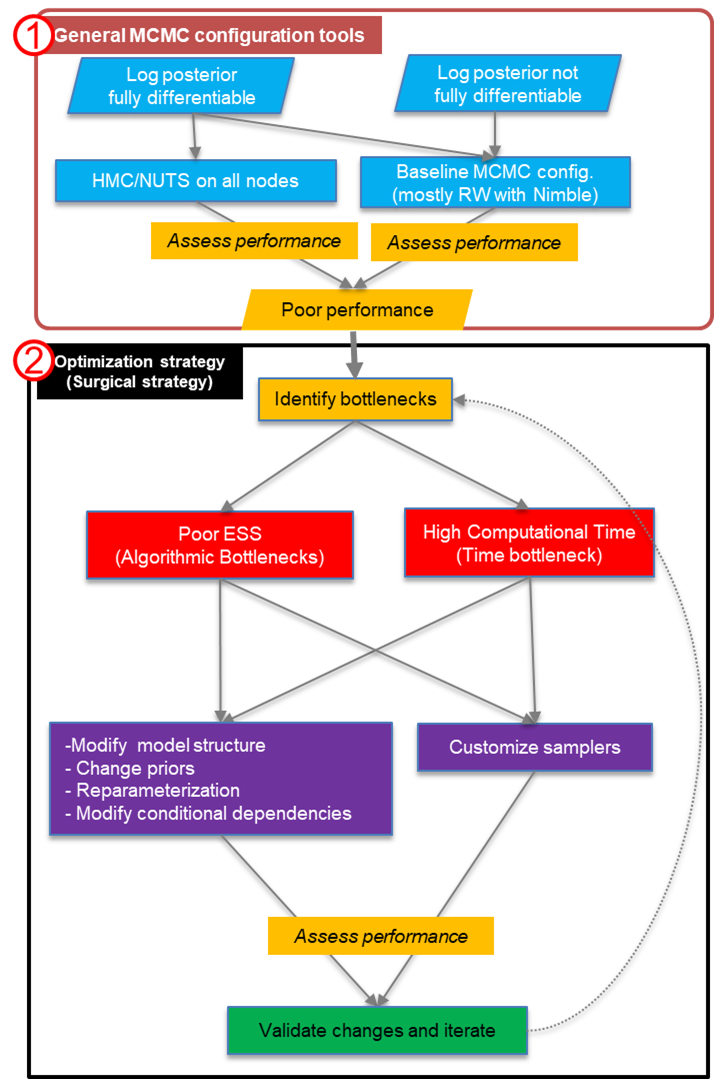 1
General MCMC configuration tools
Log posterior
fully differentiable
Log posterior not
fully differentiable
HMC/NUTS on all nodes
Baseline MCMC config.
(mostly RW with Nimble)
Assess performance
Assess performance
Poor performance
2
Optimization strategy
(Surgical strategy)
Identify bottlenecks
Poor ESS
(Algorithmic Bottlenecks)
High Computational Time
(Time bottleneck)
-Modify model structure
- Change priors
- Reparameterization
- Modify conditional dependencies
Customize samplers
Assess performance
Validate changes and iterate